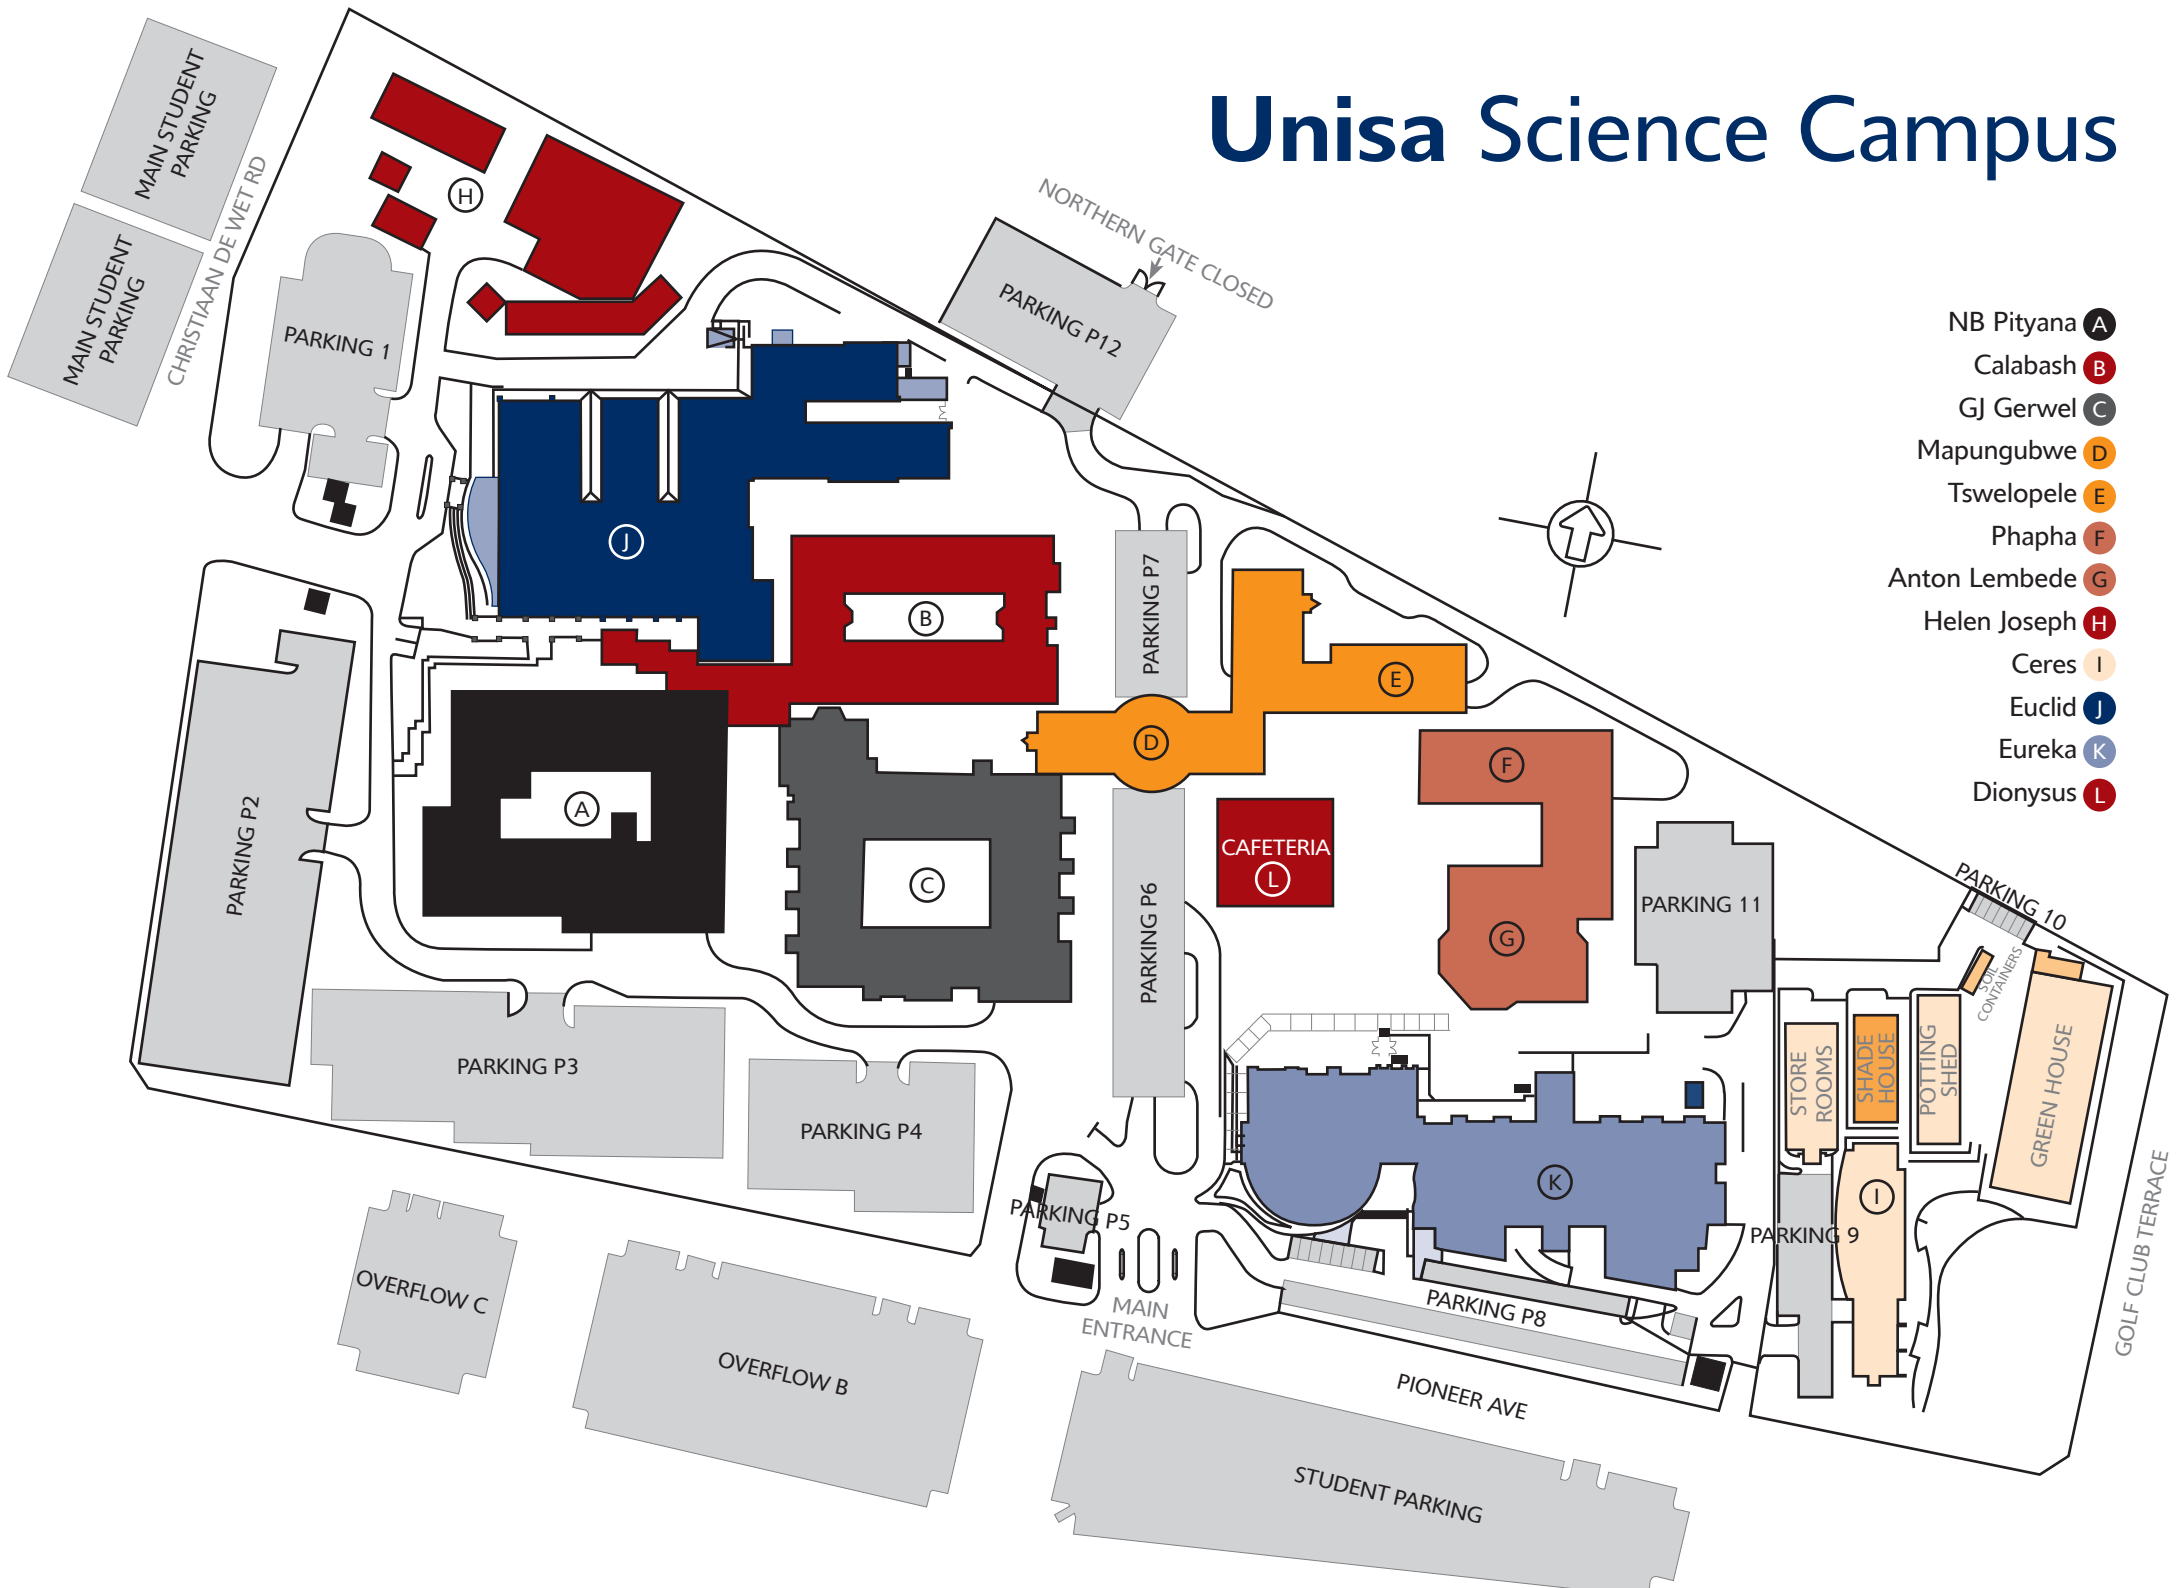 Unisa Science Campus
MAIN STUDENT
PARKING
MAIN STUDENT
PARKING
CHRISTIAAN DE WET RD
H
PARKING 1
NORTHERN GATE CLOSED
PARKING P12
NB Pityana A
Calabash B
GJ Gerwel C
Mapungubwe D
Tswelopele E
Phapha F
Anton Lembede G
Helen Joseph H
Ceres I
Euclid J
Eureka K
Dionysus L
J
B
PARKING P7
E
D
F
A
C
PARKING P2
PARKING P6
CAFETERIA
L
G
PARKING 11
PARKING 10
SOIL
CONTAINERS
PARKING P3
PARKING P4
STORE
ROOMS
SHADE
HOUSE
POTTING
SHED
GREEN HOUSE
K
I
PARKING P5
PARKING 9
GOLF CLUB TERRACE
OVERFLOW C
OVERFLOW B
MAIN
ENTRANCE
PARKING P8
PIONEER AVE
STUDENT PARKING